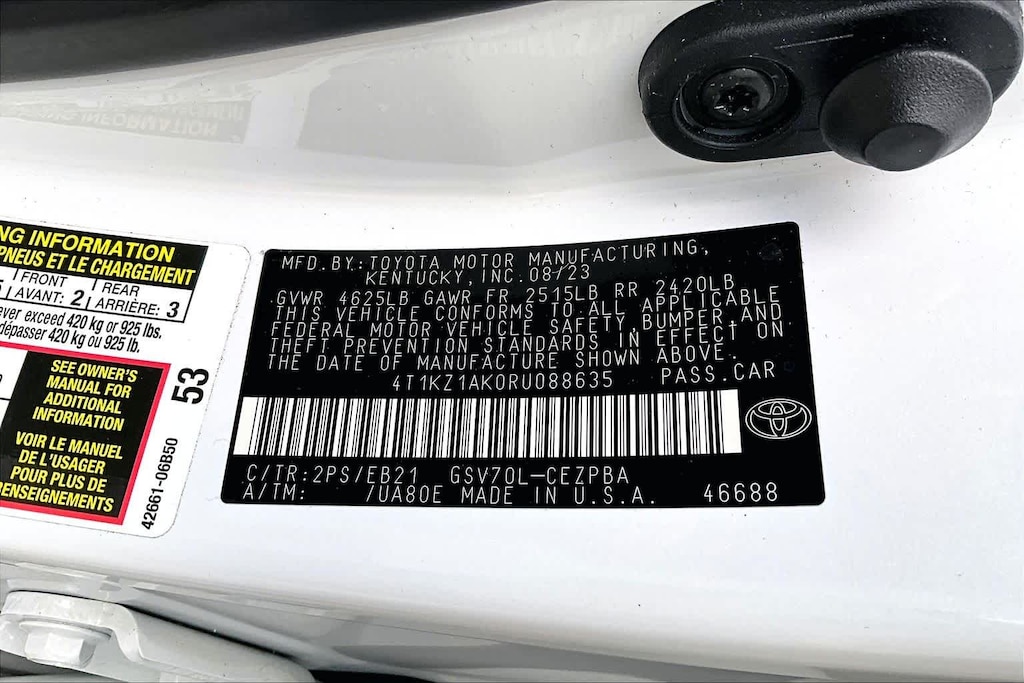 NG INFORMATION
PNEUS ET LE CHARGEMENT
FRONT
AVANT: 2
REAR
ARRIÈRE: 3
ever exceed 420 kg or 925 lbs.
dépasser 420 kg ou 925 lb.
SEE OWNER'S
MANUAL FOR
ADDITIONAL
INFORMATION
VOIR LE MANUEL
DE L'USAGER
POUR PLUS DE
RENSEIGNEMENTS
53
42661-06B50
MFD.BY:TOYOTA MOTOR MANUFACTURING,
KENTUCKY,INC.08/23
GVWR 4625LB GAWR FR 2515LB RR 2420LB
THIS VEHICLE CONFORMS TO ALL APPLICABLE
FEDERAL MOTOR VEHICLE SAFETY,BUMPER,AND
THEFT PREVENTION STANDARDS IN EFFECT ON
THE DATE OF MANUFACTURE SHOWN ABOVE.
4T1KZ1AK0RU088635 PASS.CAR
C/TR:2PS/EB21 GSV70L-CEZPBA
A/TM: /UA80E MADE IN U.S.A. 46688